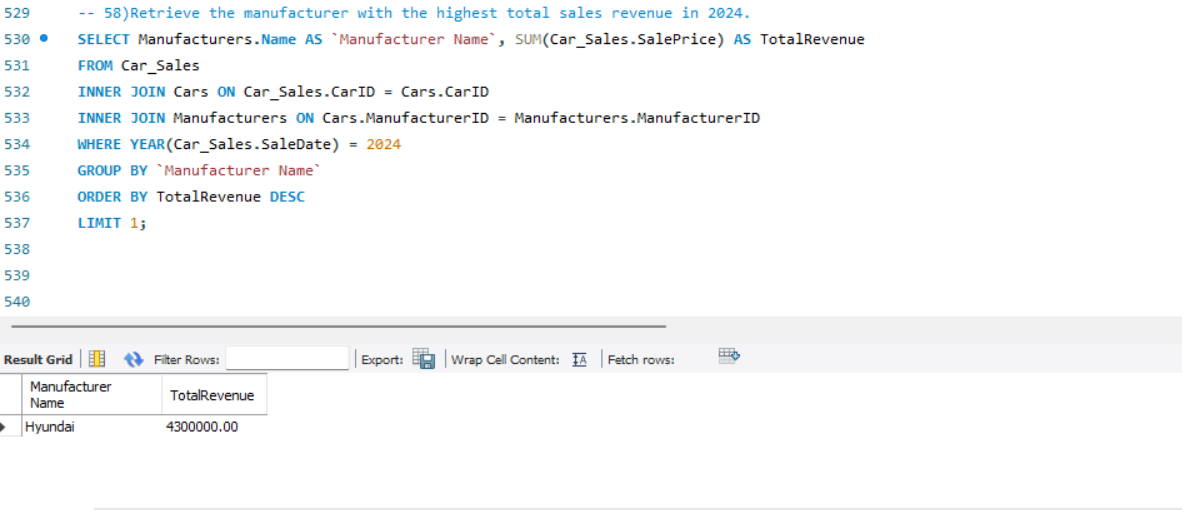 529 -- 58)Retrieve the manufacturer with the highest total sales revenue in 2024.
530 SELECT Manufacturers.Name AS `Manufacturer Name`, SUM(Car_Sales.SalePrice) AS TotalRevenue
531 FROM Car_Sales
532 INNER JOIN Cars ON Car_Sales.CarID = Cars.CarID
533 INNER JOIN Manufacturers ON Cars.ManufacturerID = Manufacturers.ManufacturerID
534 WHERE YEAR(Car_Sales.SaleDate) = 2024
535 GROUP BY `Manufacturer Name`
536 ORDER BY TotalRevenue DESC
537 LIMIT 1;
538
539
540
Result Grid Filter Rows: Export: Wrap Cell Content: Fetch rows:
Manufacturer
Name TotalRevenue
Hyundai 4300000.00